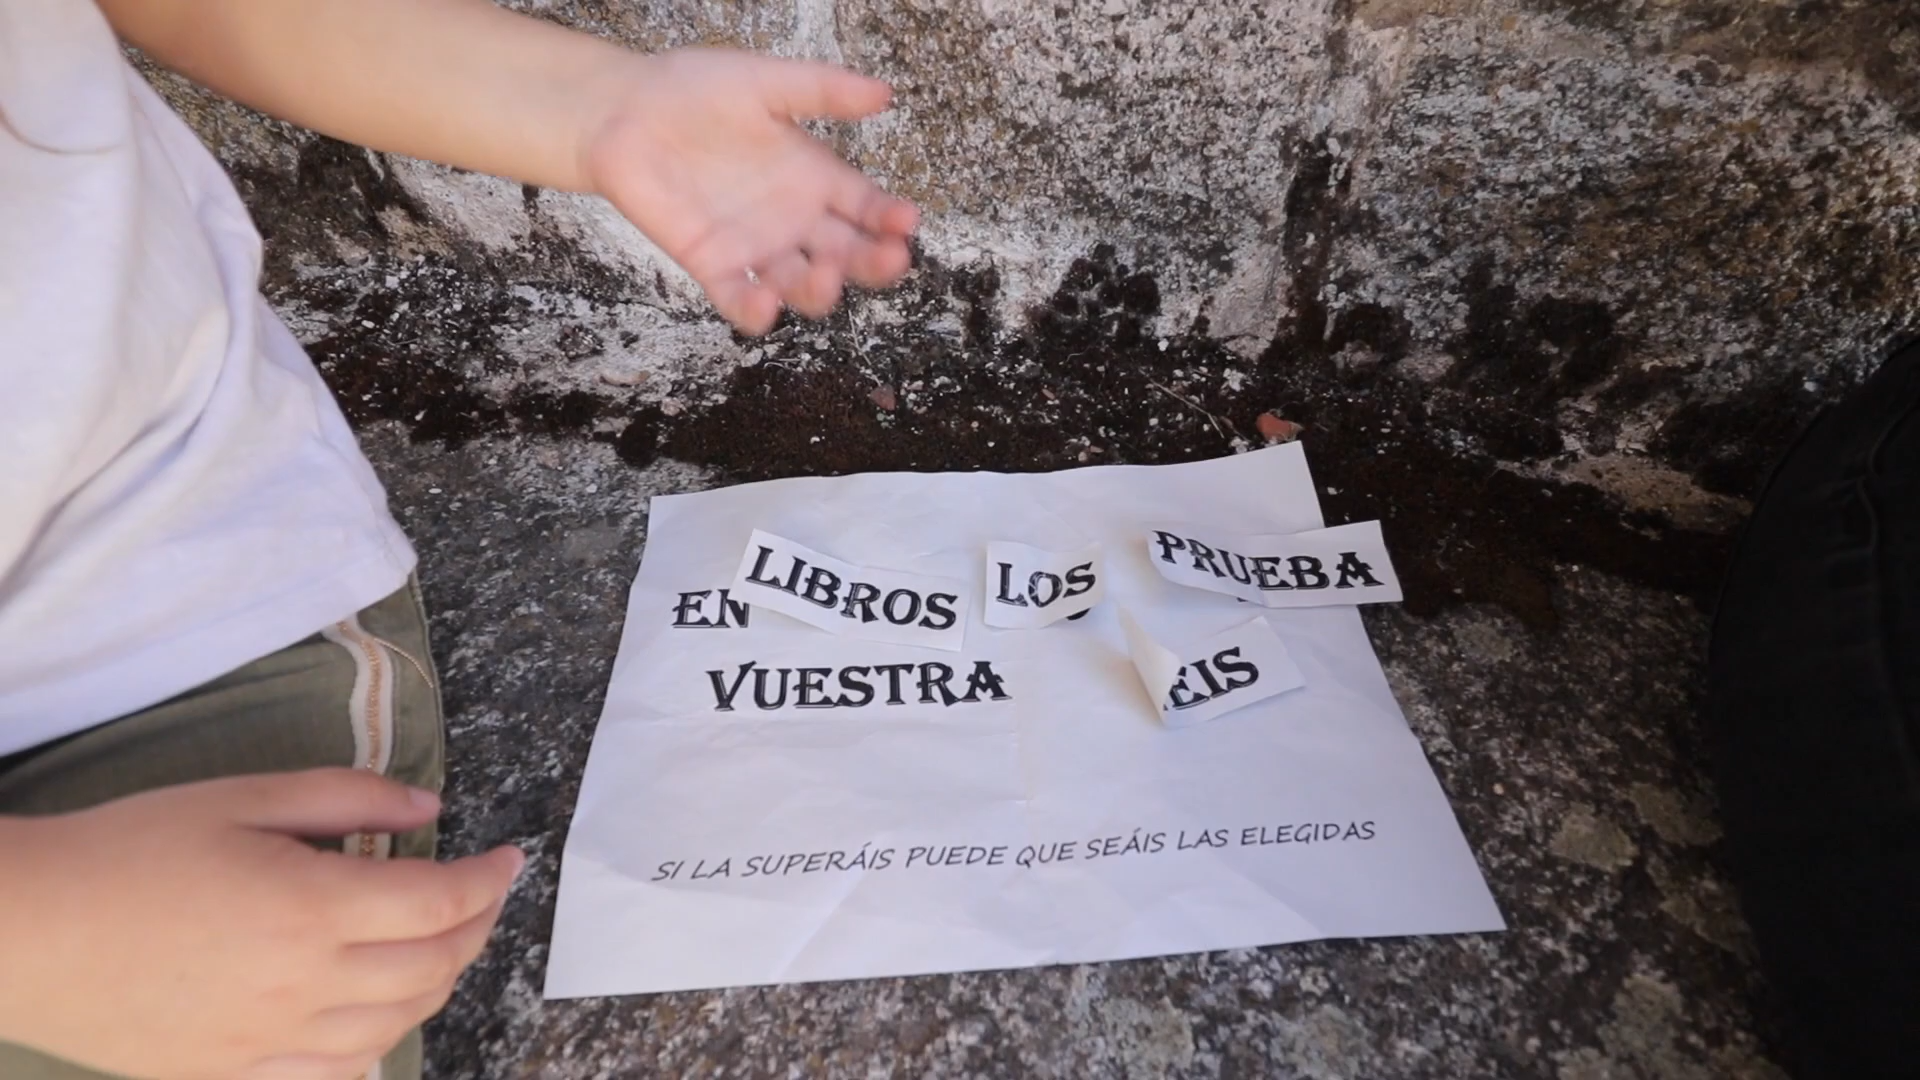 EN LIBROS LOS PRUEBA
VUESTRA EIS
SI LA SUPERÁIS PUEDE QUE SEÁIS LAS ELEGIDAS